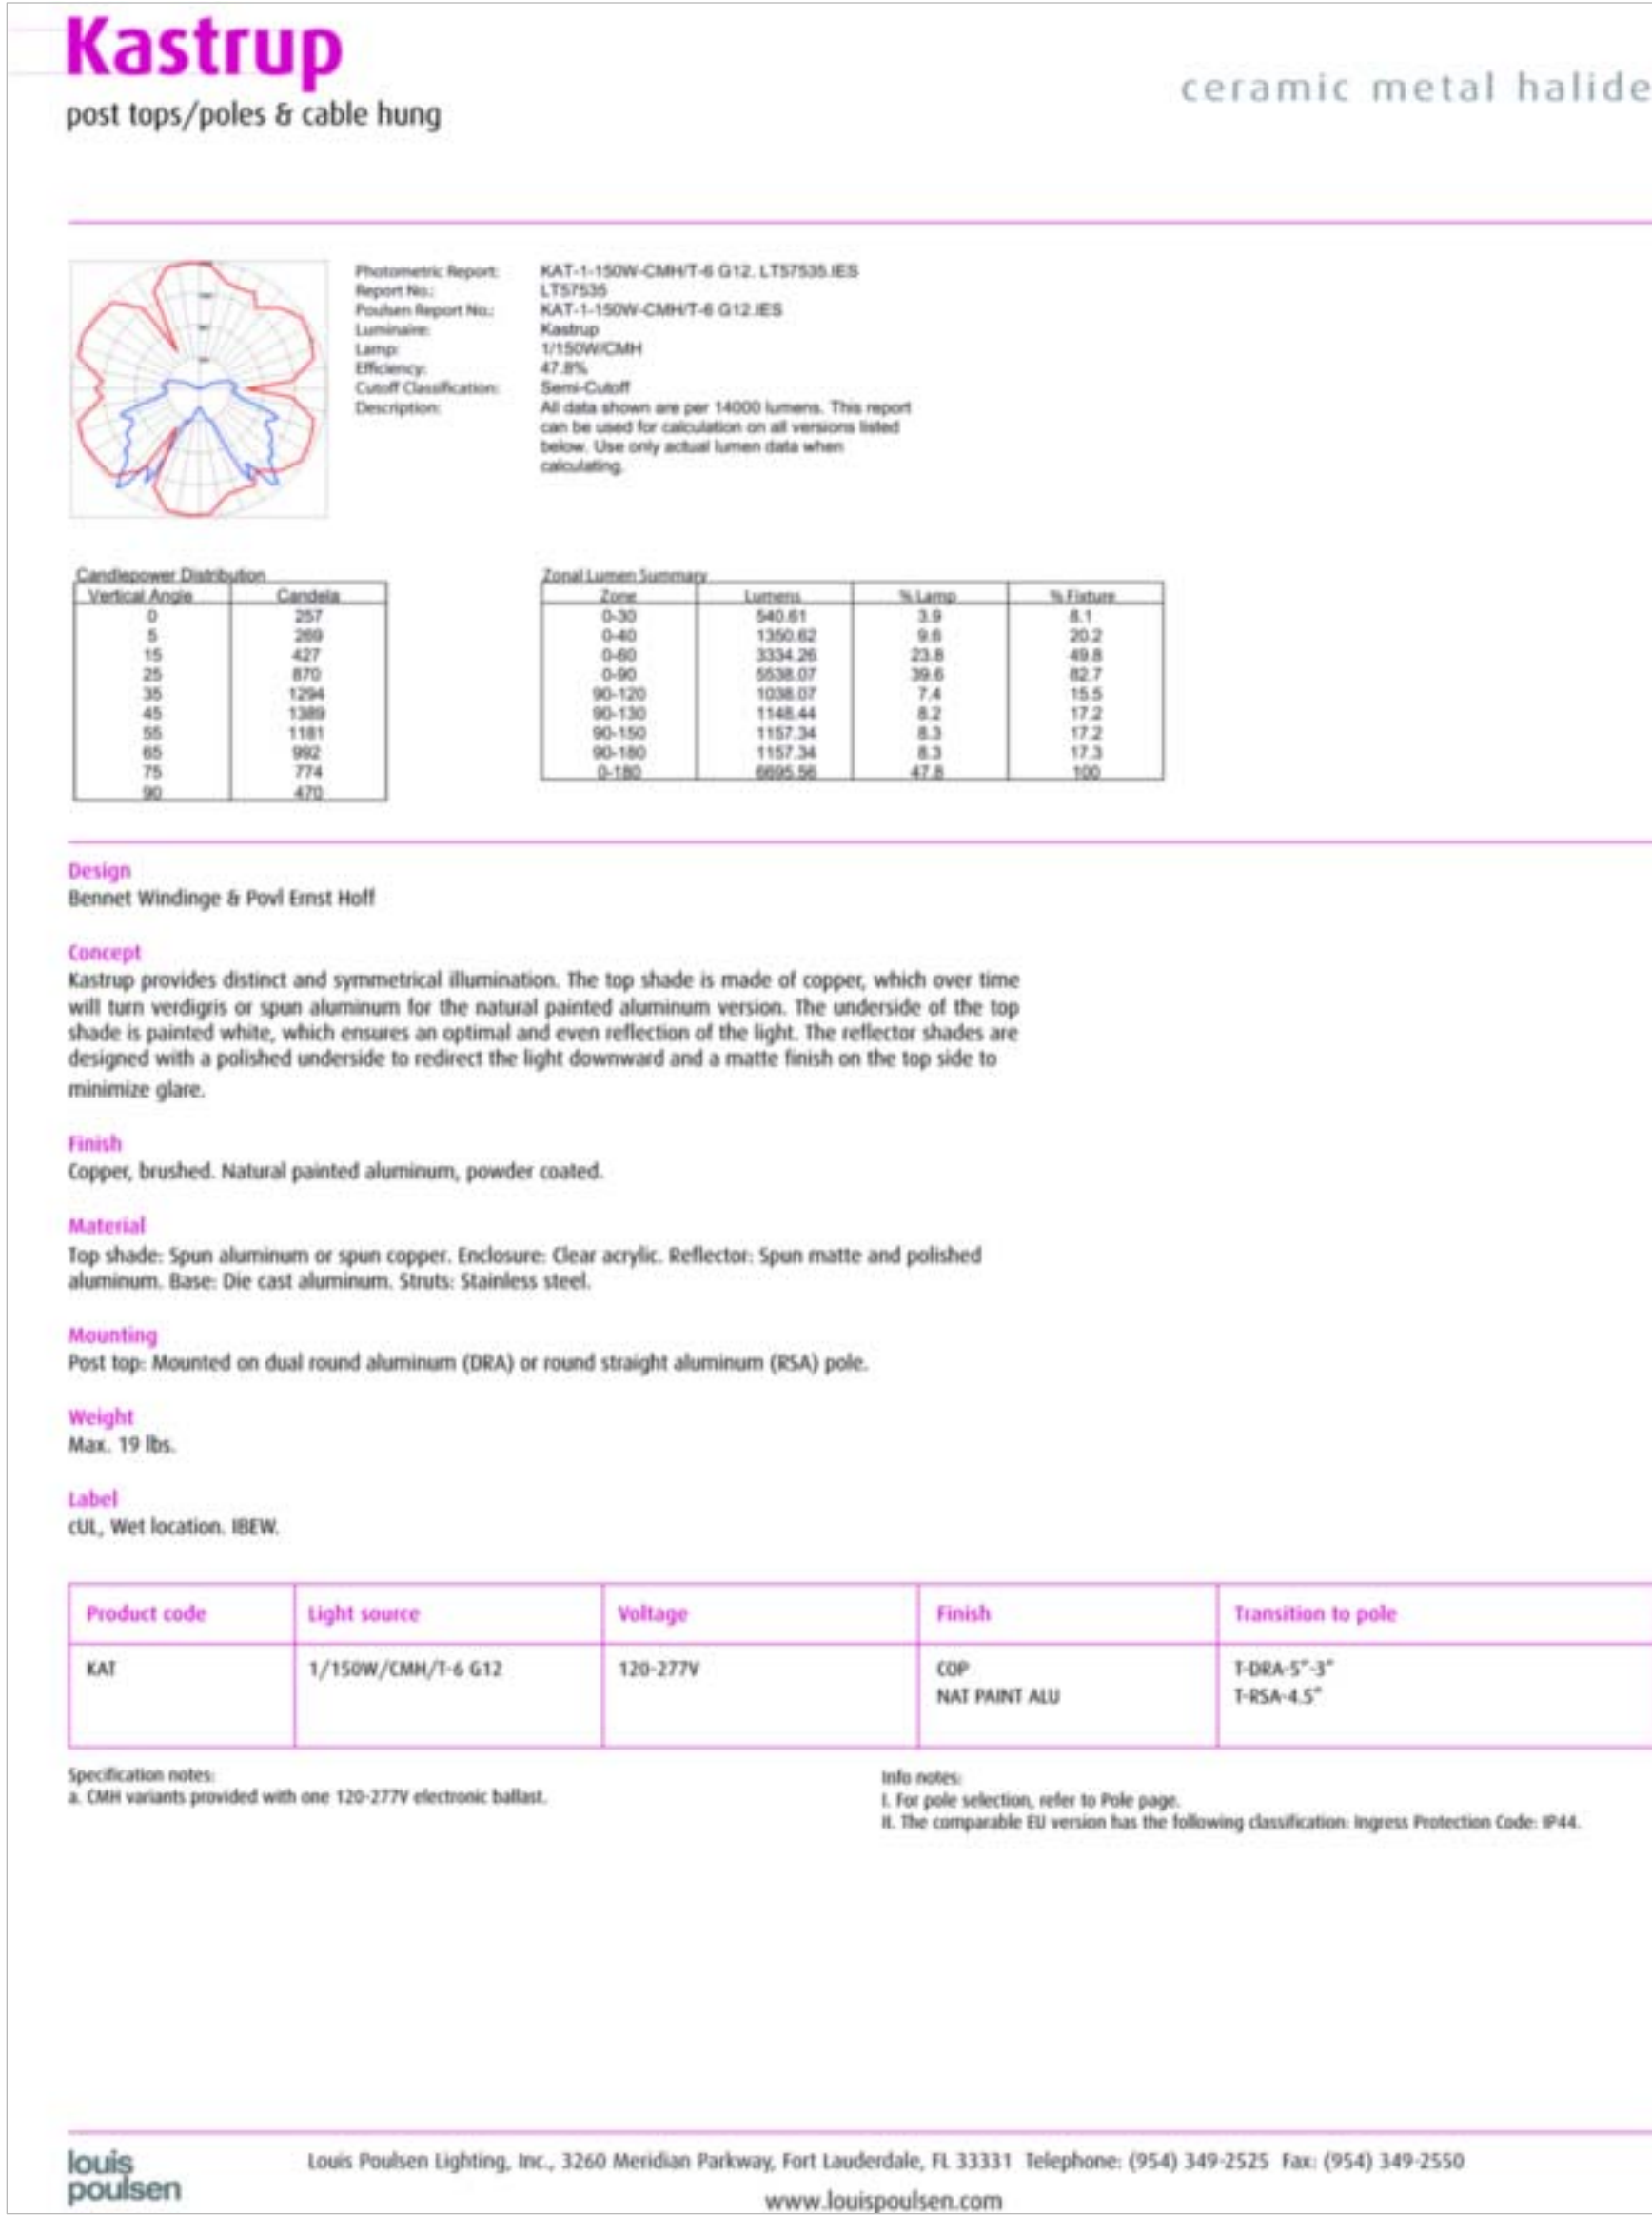 Kastrup
post tops/poles & cable hung
ceramic metal halide
Photometric Report: KAT-1-150W-CMH/T-6 G12. LT57535.IES
Report No.: LT57535
Poulsen Report No.: KAT-1-150W-CMH/T-6 G12.IES
Luminaire: Kastrup
Lamp: 1/150W/CMH
Efficiency: 47.8%
Cutoff Classification: Semi-Cutoff
Description: All data shown are per 14000 lumens. This report
can be used for calculation on all versions listed
below. Use only actual lumen data when
calculating.
Candlepower Distribution
Vertical Angle Candela
0 257
5 269
15 427
25 870
35 1294
45 1389
55 1181
65 992
75 774
90 470
Zonal Lumen Summary
Zone Lumens % Lamp % Fixture
0-30 540.61 3.9 8.1
0-40 1350.62 9.6 20.2
0-60 3334.26 23.8 49.8
0-90 5538.07 39.6 82.7
90-120 1038.07 7.4 15.5
90-130 1148.44 8.2 17.2
90-150 1157.34 8.3 17.2
90-180 1157.34 8.3 17.3
0-180 6695.56 47.8 100
Design
Bennet Windinge & Povl Ernst Hoff
Concept
Kastrup provides distinct and symmetrical illumination. The top shade is made of copper, which over time
will turn verdigris or spun aluminum for the natural painted aluminum version. The underside of the top
shade is painted white, which ensures an optimal and even reflection of the light. The reflector shades are
designed with a polished underside to redirect the light downward and a matte finish on the top side to
minimize glare.
Finish
Copper, brushed. Natural painted aluminum, powder coated.
Material
Top shade: Spun aluminum or spun copper. Enclosure: Clear acrylic. Reflector: Spun matte and polished
aluminum. Base: Die cast aluminum. Struts: Stainless steel.
Mounting
Post top: Mounted on dual round aluminum (DRA) or round straight aluminum (RSA) pole.
Weight
Max. 19 lbs.
Label
cUL, Wet location. IBEW.
Product code Light source Voltage Finish Transition to pole
KAT 1/150W/CMH/T-6 G12 120-277V COP T-DRA-5"-3"
NAT PAINT ALU T-RSA-4.5"
Specification notes:
a. CMH variants provided with one 120-277V electronic ballast.
Info notes:
I. For pole selection, refer to Pole page.
II. The comparable EU version has the following classification: Ingress Protection Code: IP44.
louis
poulsen
Louis Poulsen Lighting, Inc., 3260 Meridian Parkway, Fort Lauderdale, FL 33331 Telephone: (954) 349-2525 Fax: (954) 349-2550
www.louispoulsen.com